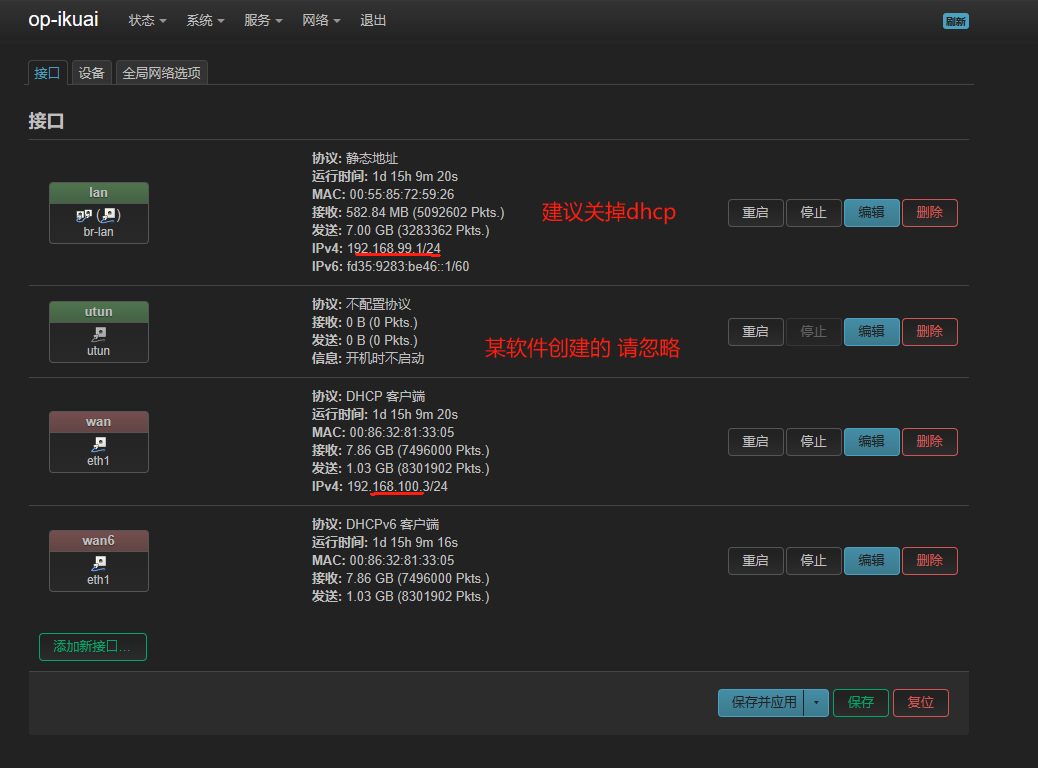 op-ikuai 状态 系统 服务 网络 退出 刷新
接口 设备 全局网络选项
接口
lan
br-lan
协议: 静态地址
运行时间: 1d 15h 9m 20s
MAC: 00:55:85:72:59:26
接收: 582.84 MB (5092602 Pkts.)
发送: 7.00 GB (3283362 Pkts.)
IPv4: 192.168.99.1/24
IPv6: fd35:9283:be46::1/60
建议关掉dhcp
重启 停止 编辑 删除
utun
utun
协议: 不配置协议
接收: 0 B (0 Pkts.)
发送: 0 B (0 Pkts.)
信息: 开机时不启动
某软件创建的 请忽略
重启 停止 编辑 删除
wan
eth1
协议: DHCP 客户端
运行时间: 1d 15h 9m 20s
MAC: 00:86:32:81:33:05
接收: 7.86 GB (7496000 Pkts.)
发送: 1.03 GB (8301902 Pkts.)
IPv4: 192.168.100.3/24
重启 停止 编辑 删除
wan6
eth1
协议: DHCPv6 客户端
运行时间: 1d 15h 9m 16s
MAC: 00:86:32:81:33:05
接收: 7.86 GB (7496000 Pkts.)
发送: 1.03 GB (8301902 Pkts.)
重启 停止 编辑 删除
添加新接口...
保存并应用 保存 复位